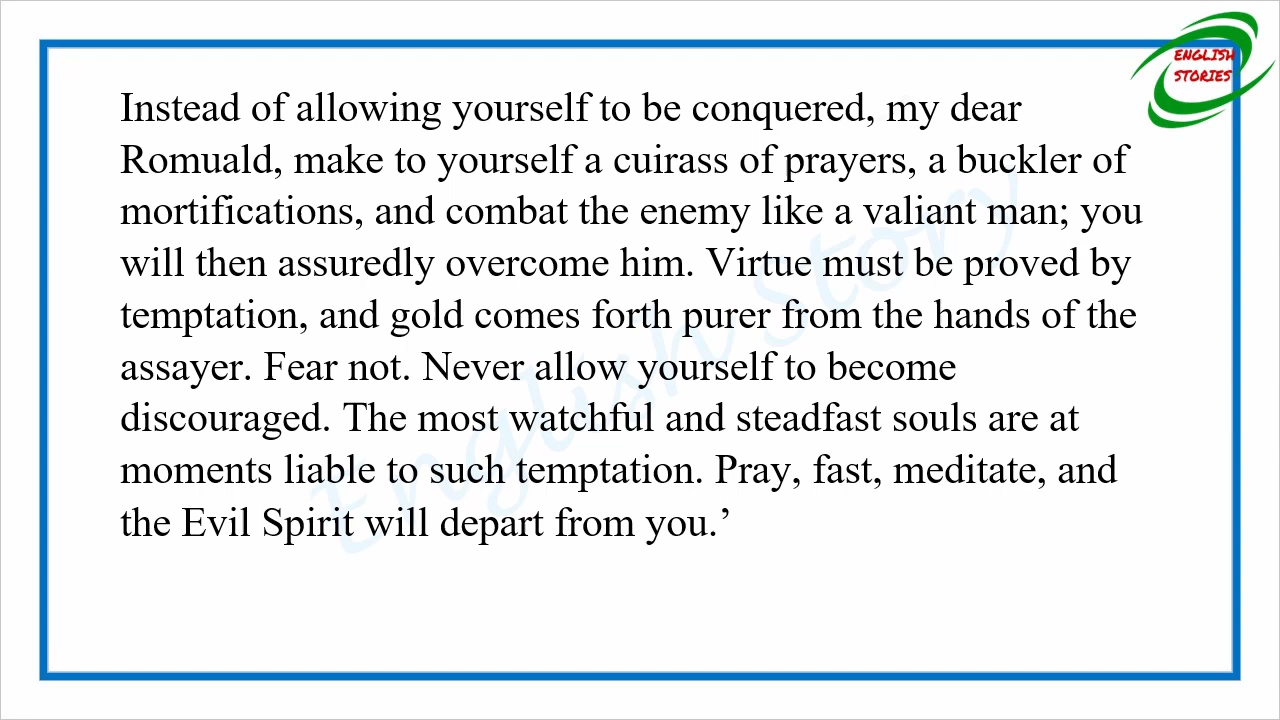 ENGLISH
STORIES
Instead of allowing yourself to be conquered, my dear
Romuald, make to yourself a cuirass of prayers, a buckler of
mortifications, and combat the enemy like a valiant man; you
will then assuredly overcome him. Virtue must be proved by
temptation, and gold comes forth purer from the hands of the
assayer. Fear not. Never allow yourself to become
discouraged. The most watchful and steadfast souls are at
moments liable to such temptation. Pray, fast, meditate, and
the Evil Spirit will depart from you.’
English Story